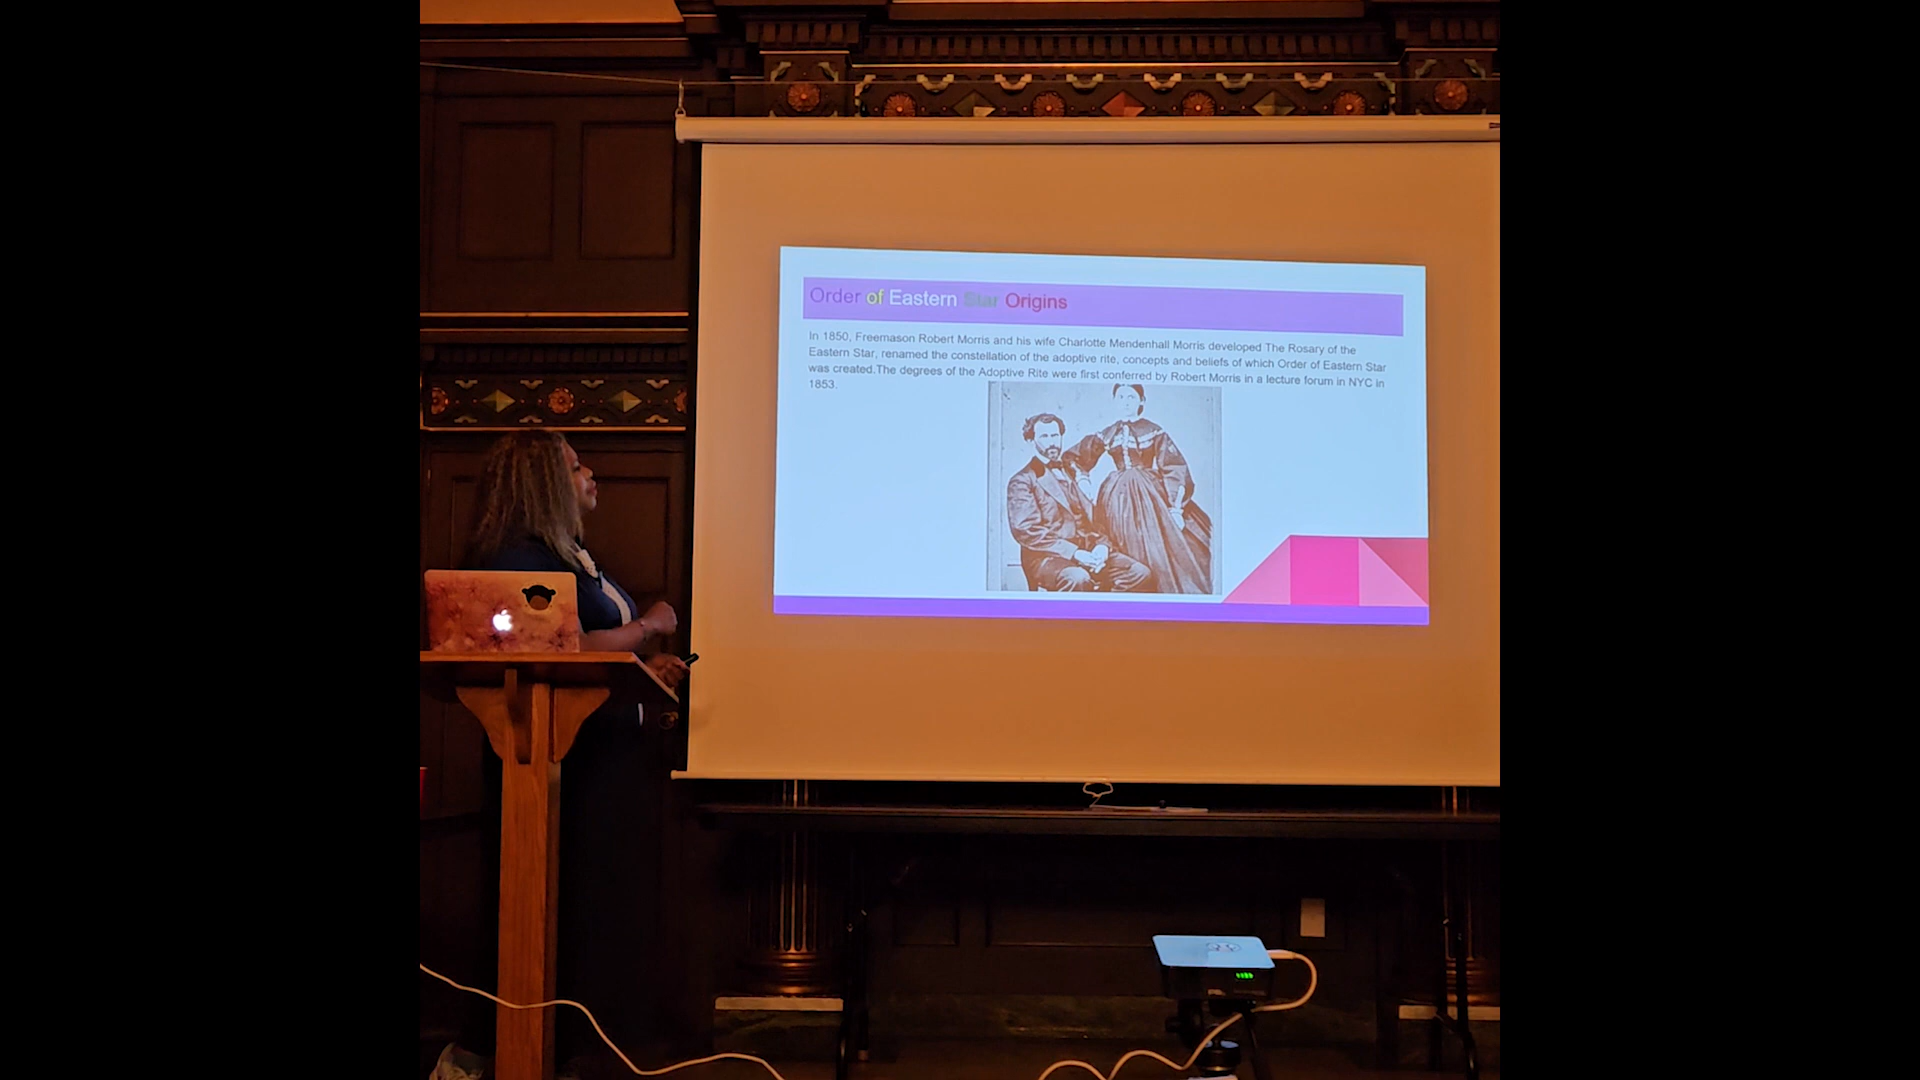 Order of Eastern Star Origins
In 1850, Freemason Robert Morris and his wife Charlotte Mendenhall Morris developed The Rosary of the
Eastern Star, renamed the constellation of the adoptive rite, concepts and beliefs of which Order of Eastern Star
was created.The degrees of the Adoptive Rite were first conferred by Robert Morris in a lecture forum in NYC in
1853.